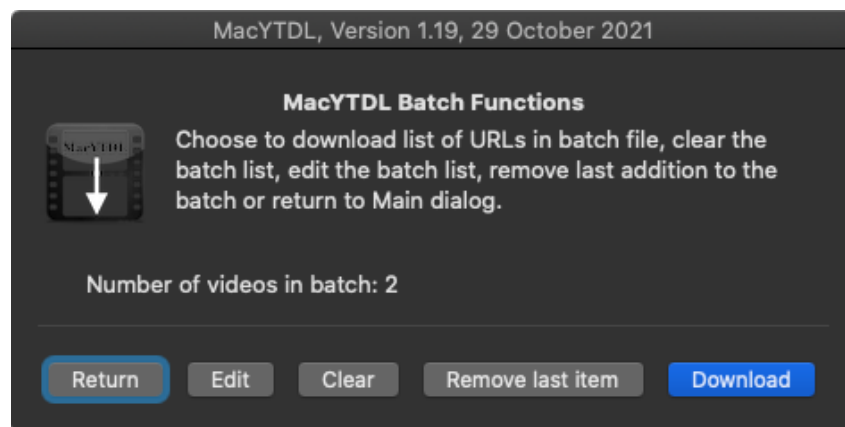 MacYTDL, Version 1.19, 29 October 2021
MacYTDL Batch Functions
MacYTDL
Choose to download list of URLs in batch file, clear the
batch list, edit the batch list, remove last addition to the
batch or return to Main dialog.
Number of videos in batch: 2
Return
Edit
Clear
Remove last item
Download